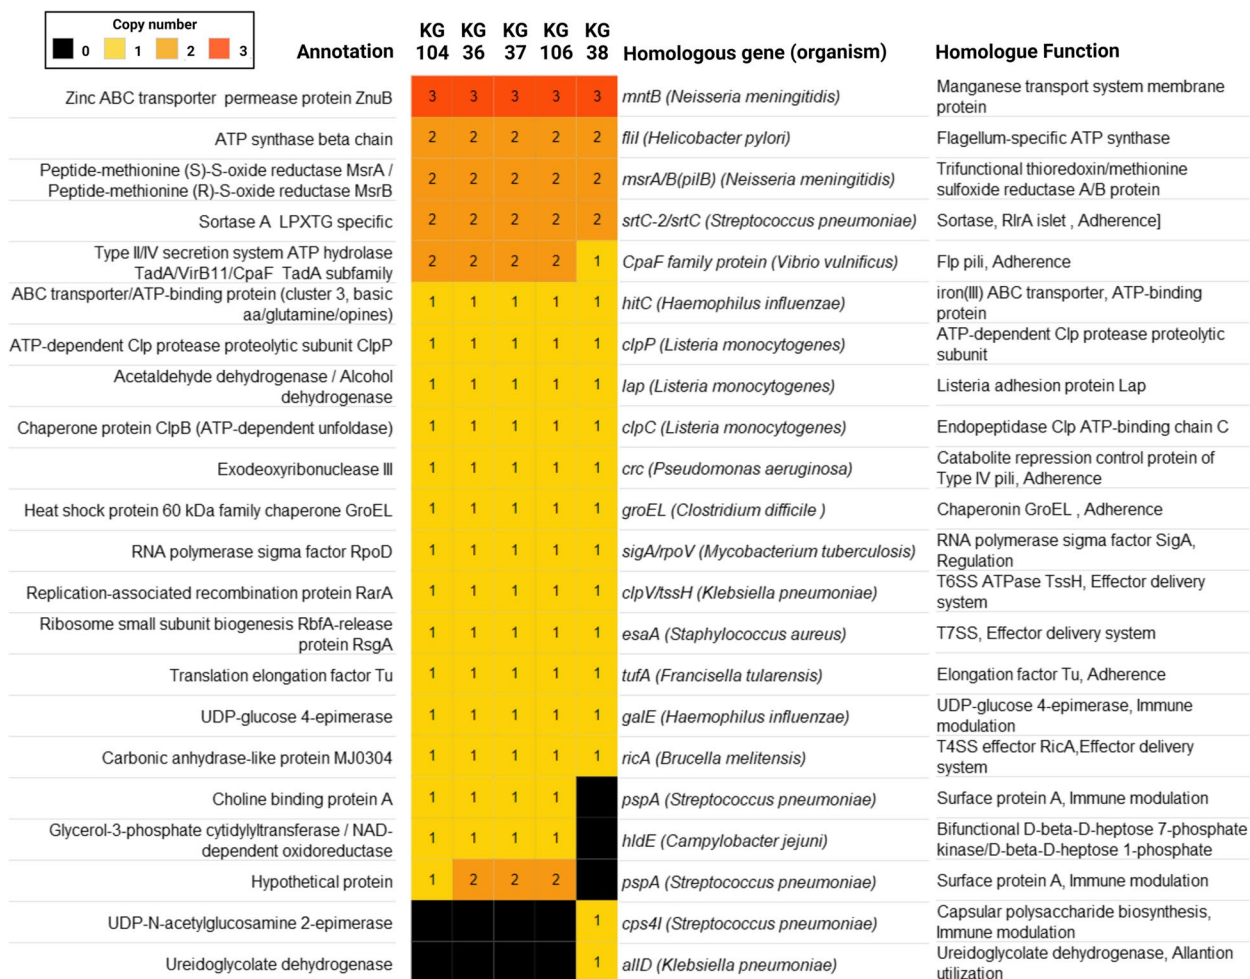 Copy number
0 1 2 3
Annotation
KG 104
KG 36
KG 37
KG 106
KG 38
Homologous gene (organism)
Homologue Function
Zinc ABC transporter permease protein ZnuB
3 3 3 3 3
mntB (Neisseria meningitidis)
Manganese transport system membrane
protein
ATP synthase beta chain
2 2 2 2 2
fliI (Helicobacter pylori)
Flagellum-specific ATP synthase
Peptide-methionine (S)-S-oxide reductase MsrA /
Peptide-methionine (R)-S-oxide reductase MsrB
2 2 2 2 2
msrA/B(pilB) (Neisseria meningitidis)
Trifunctional thioredoxin/methionine
sulfoxide reductase A/B protein
Sortase A LPXTG specific
2 2 2 2 2
srtC-2/srtC (Streptococcus pneumoniae)
Sortase, RlrA islet , Adherence]
Type II/IV secretion system ATP hydrolase
TadA/VirB11/CpaF TadA subfamily
2 2 2 2 1
CpaF family protein (Vibrio vulnificus)
Flp pili, Adherence
ABC transporter/ATP-binding protein (cluster 3, basic
aa/glutamine/opines)
1 1 1 1 1
hitC (Haemophilus influenzae)
iron(III) ABC transporter, ATP-binding
protein
ATP-dependent Clp protease proteolytic subunit ClpP
1 1 1 1 1
clpP (Listeria monocytogenes)
ATP-dependent Clp protease proteolytic
subunit
Acetaldehyde dehydrogenase / Alcohol
dehydrogenase
1 1 1 1 1
lap (Listeria monocytogenes)
Listeria adhesion protein Lap
Chaperone protein ClpB (ATP-dependent unfoldase)
1 1 1 1 1
clpC (Listeria monocytogenes)
Endopeptidase Clp ATP-binding chain C
Exodeoxyribonuclease III
1 1 1 1 1
crc (Pseudomonas aeruginosa)
Catabolite repression control protein of
Type IV pili, Adherence
Heat shock protein 60 kDa family chaperone GroEL
1 1 1 1 1
groEL (Clostridium difficile )
Chaperonin GroEL , Adherence
RNA polymerase sigma factor RpoD
1 1 1 1 1
sigA/rpoV (Mycobacterium tuberculosis)
RNA polymerase sigma factor SigA,
Regulation
Replication-associated recombination protein RarA
1 1 1 1 1
clpV/tssH (Klebsiella pneumoniae)
T6SS ATPase TssH, Effector delivery
system
Ribosome small subunit biogenesis RbfA-release
protein RsgA
1 1 1 1 1
esaA (Staphylococcus aureus)
T7SS, Effector delivery system
Translation elongation factor Tu
1 1 1 1 1
tufA (Francisella tularensis)
Elongation factor Tu, Adherence
UDP-glucose 4-epimerase
1 1 1 1 1
galE (Haemophilus influenzae)
UDP-glucose 4-epimerase, Immune
modulation
Carbonic anhydrase-like protein MJ0304
1 1 1 1 1
ricA (Brucella melitensis)
T4SS effector RicA,Effector delivery
system
Choline binding protein A
1 1 1 1
pspA (Streptococcus pneumoniae)
Surface protein A, Immune modulation
Glycerol-3-phosphate cytidylyltransferase / NAD-
dependent oxidoreductase
1 1 1 1
hldE (Campylobacter jejuni)
Bifunctional D-beta-D-heptose 7-phosphate
kinase/D-beta-D-heptose 1-phosphate
Hypothetical protein
1 2 2 2
pspA (Streptococcus pneumoniae)
Surface protein A, Immune modulation
UDP-N-acetylglucosamine 2-epimerase
1
cps4I (Streptococcus pneumoniae)
Capsular polysaccharide biosynthesis,
Immune modulation
Ureidoglycolate dehydrogenase
1
allD (Klebsiella pneumoniae)
Ureidoglycolate dehydrogenase, Allantion
utilization